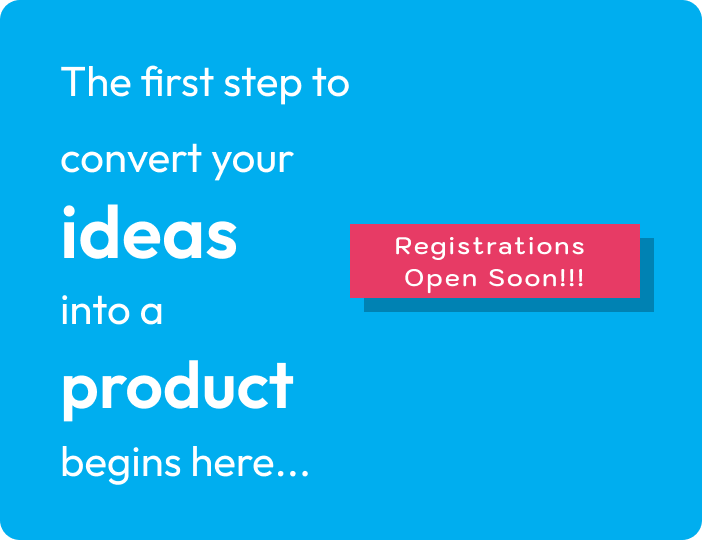 The first step to
convert your
ideas
into a
product
begins here...
Registrations
Open Soon!!!